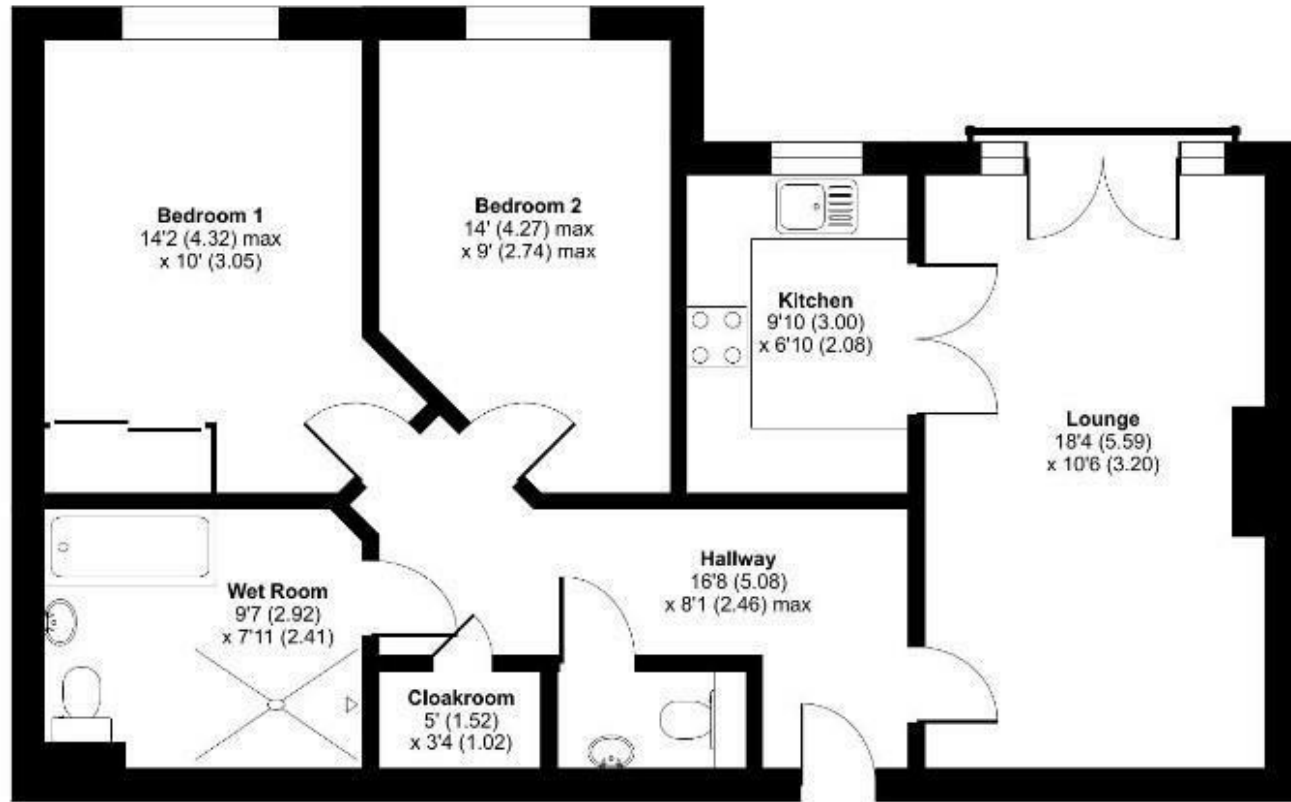 Bedroom 1
14'2 (4.32) max
x 10' (3.05)
Bedroom 2
14' (4.27) max
x 9' (2.74) max
Kitchen
9'10 (3.00)
x 6'10 (2.08)
Lounge
18'4 (5.59)
x 10'6 (3.20)
Wet Room
9'7 (2.92)
x 7'11 (2.41)
Hallway
16'8 (5.08)
x 8'1 (2.46) max
Cloakroom
5' (1.52)
x 3'4 (1.02)